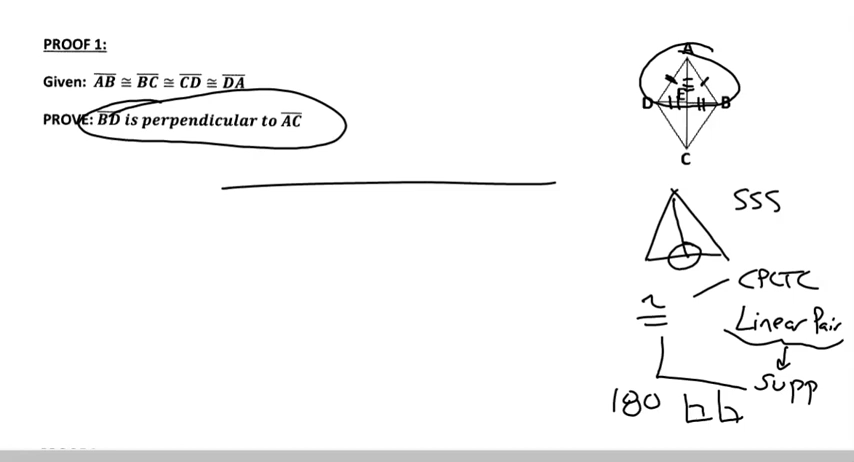 PROOF 1:
Given: AB ≅ BC ≅ CD ≅ DA
PROVE: BD is perpendicular to AC
A
E
D B
C
SSS
CPCTC
≅
Linear Pair
Supp
180